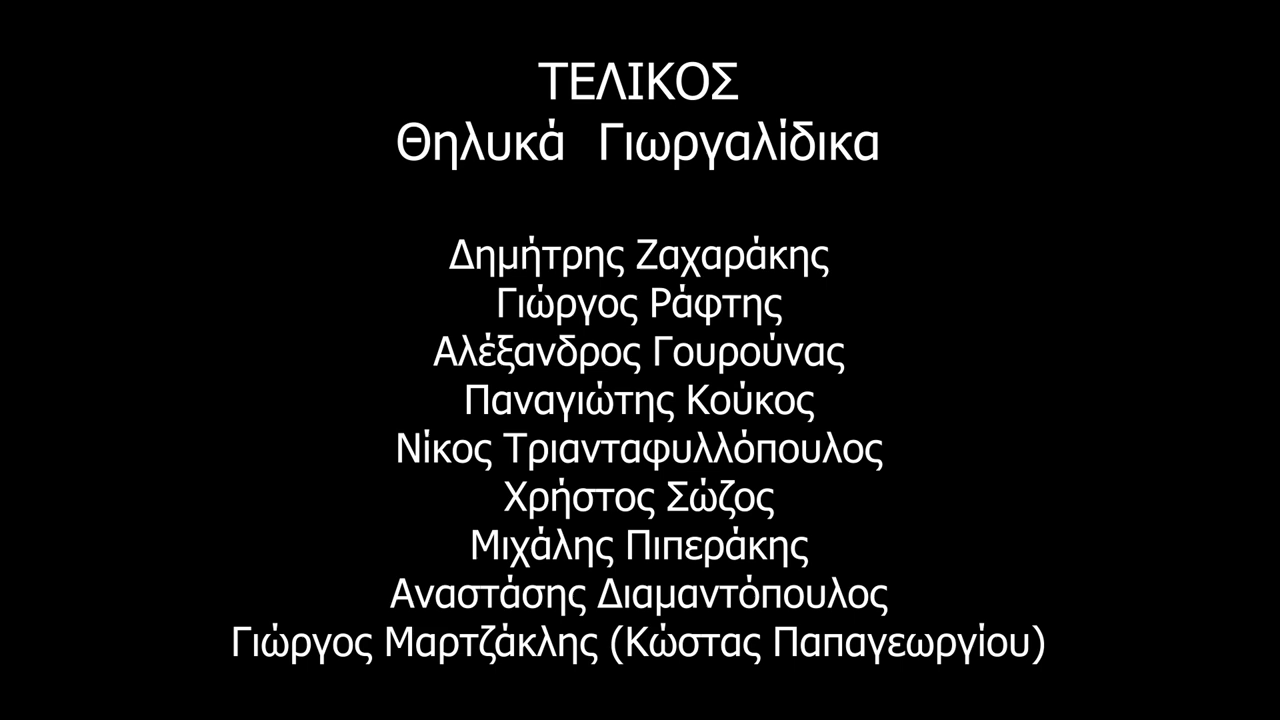 ΤΕΛΙΚΟΣ
Θηλυκά Γιωργαλίδικα
Δημήτρης Ζαχαράκης
Γιώργος Ράφτης
Αλέξανδρος Γουρούνας
Παναγιώτης Κούκος
Νίκος Τριανταφυλλόπουλος
Χρήστος Σώζος
Μιχάλης Πιπεράκης
Αναστάσης Διαμαντόπουλος
Γιώργος Μαρτζάκλης (Κώστας Παπαγεωργίου)